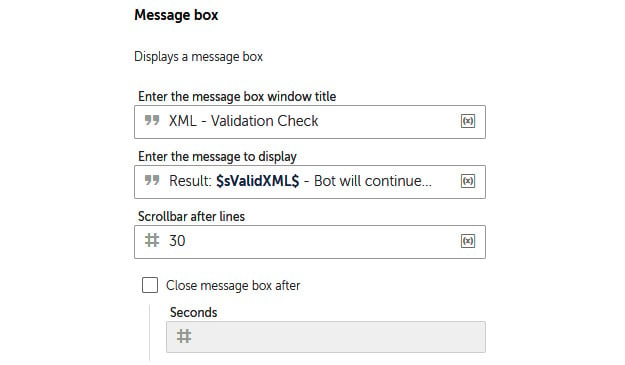 Message box
Displays a message box
Enter the message box window title
XML - Validation Check
(x)
Enter the message to display
Result: $sValidXML$ - Bot will continue...
(x)
Scrollbar after lines
# 30
(x)
Close message box after
Seconds
#